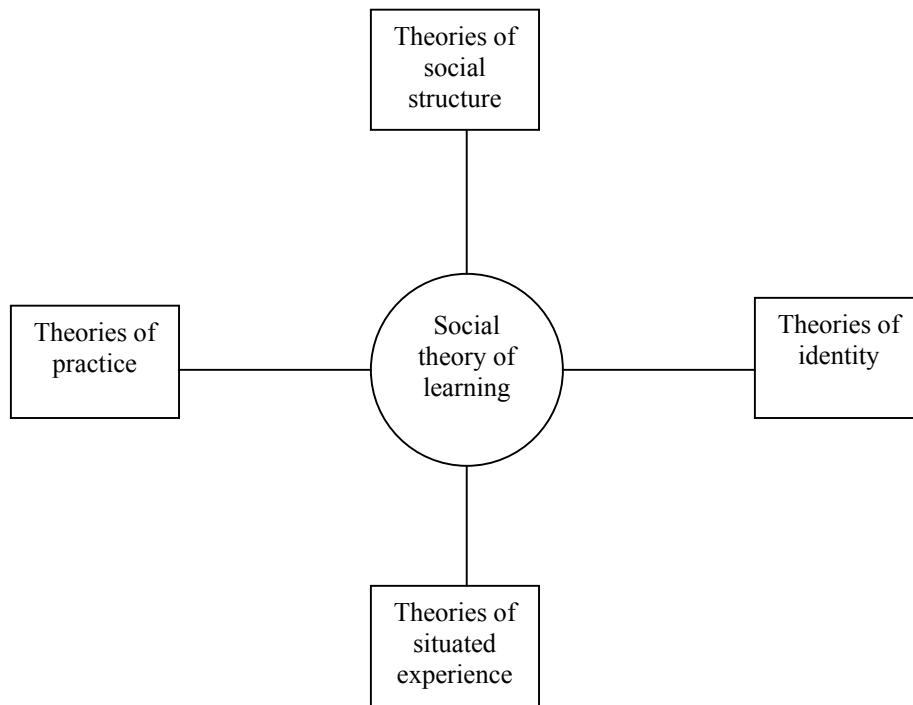 Theories of
social
structure
Theories of
practice
Social
theory of
learning
Theories of
identity
Theories of
situated
experience